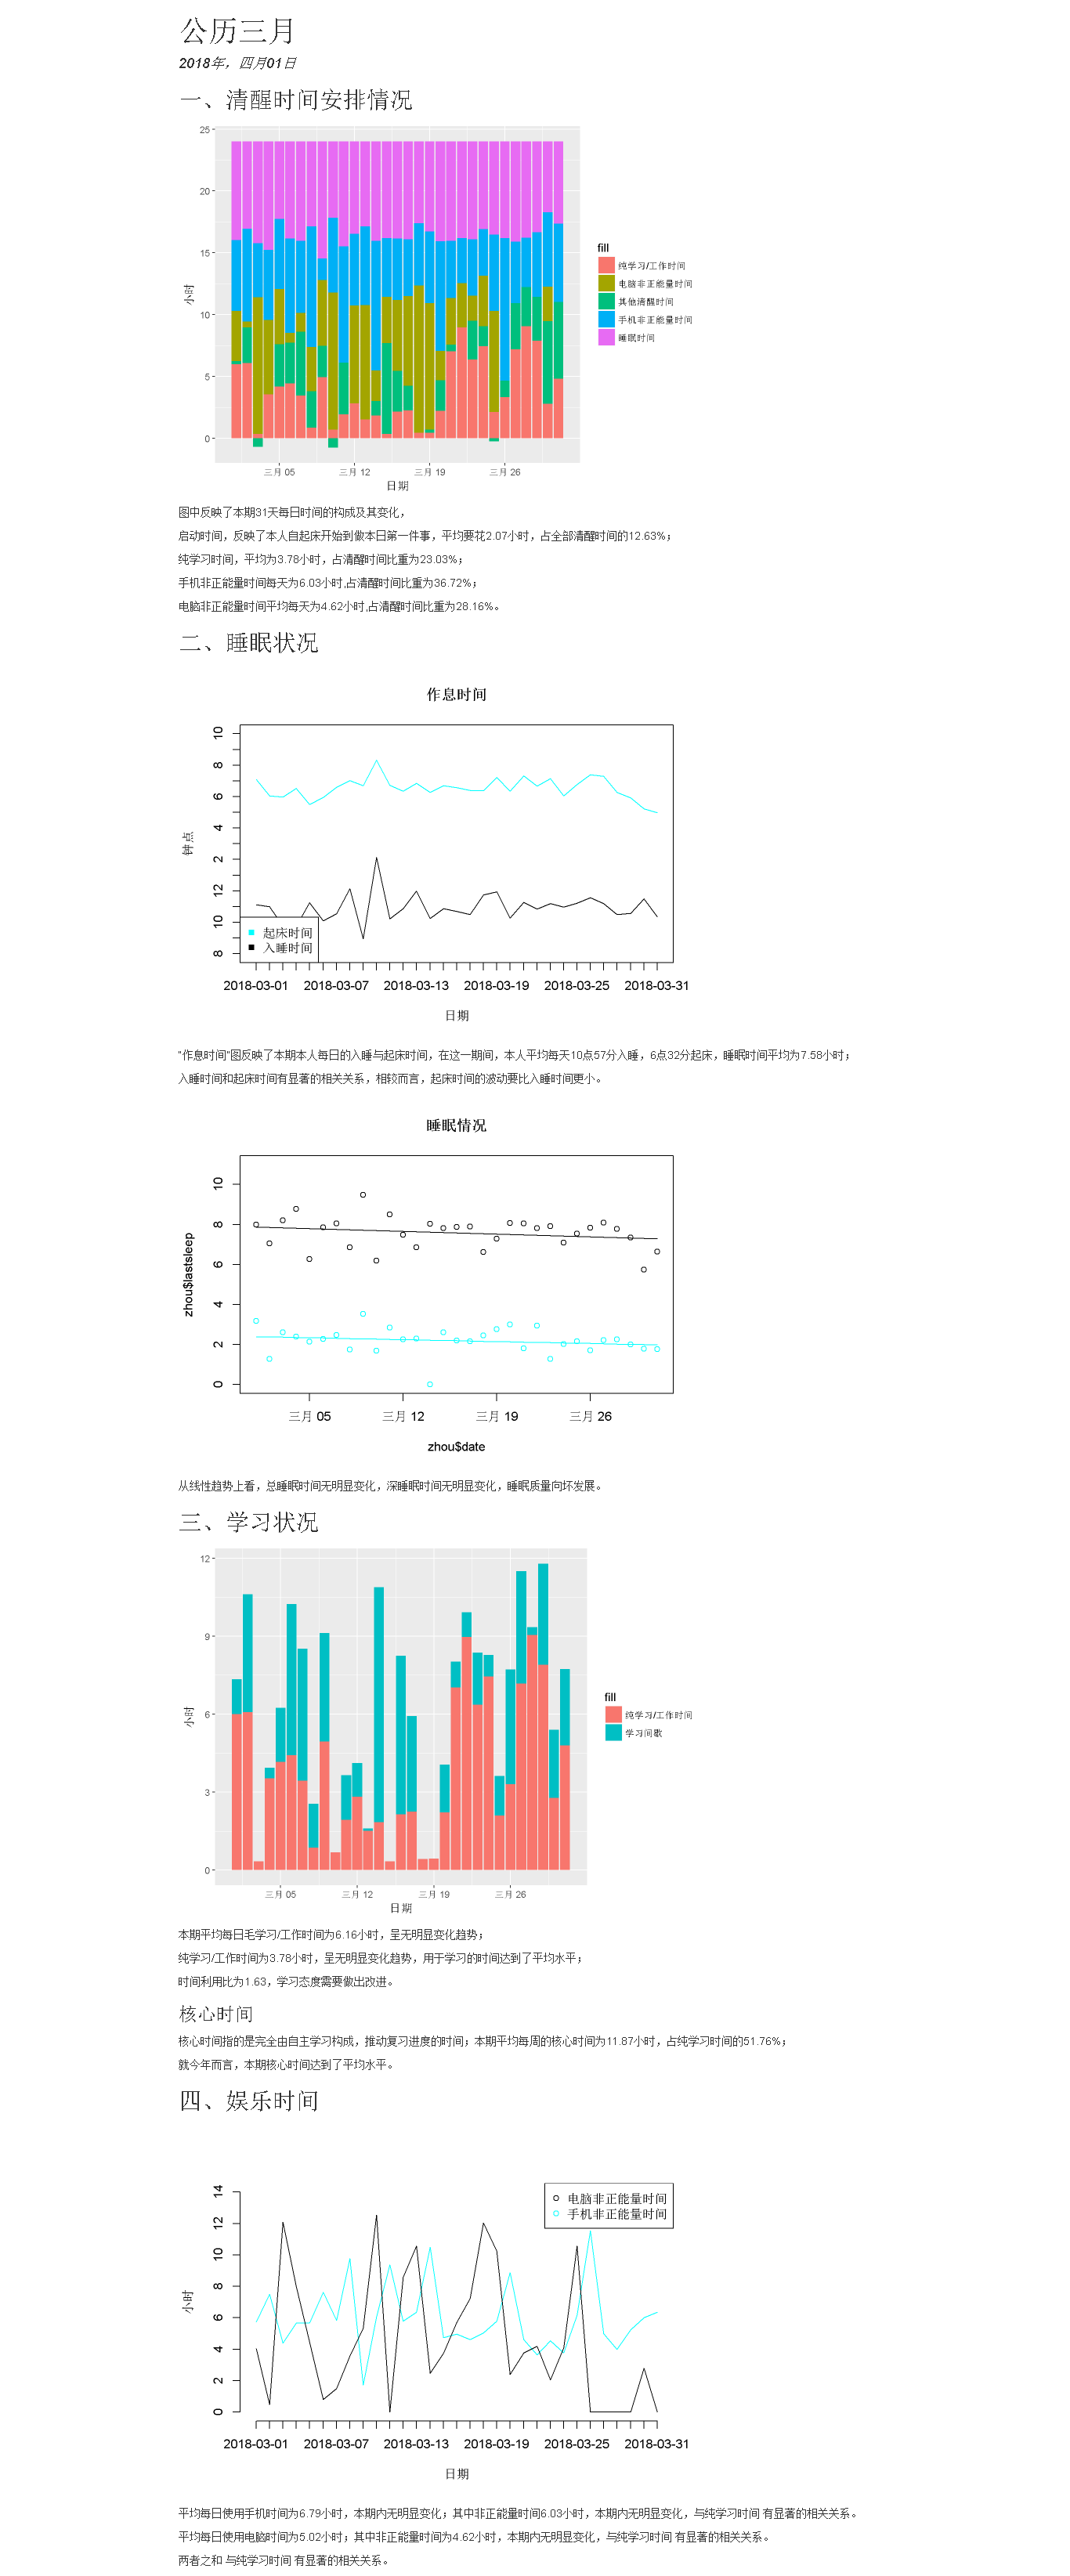 公历三月
2018年，四月01日
一、清醒时间安排情况
25
20
15
10
5
0
小时
三月 05
三月 12
三月 19
三月 26
日期
fill
纯学习/工作时间
电脑非正能量时间
其他清醒时间
手机非正能量时间
睡眠时间
图中反映了本期31天每日时间的构成及其变化，
启动时间，反映了本人自起床开始到做本日第一件事，平均要花2.07小时，占全部清醒时间的12.63%；
纯学习时间，平均为3.78小时，占清醒时间比重为23.03%；
手机非正能量时间每天为6.03小时,占清醒时间比重为36.72%；
电脑非正能量时间平均每天为4.62小时,占清醒时间比重为28.16%。
二、睡眠状况
作息时间
10
8
6
4
2
12
10
8
钟点
起床时间
入睡时间
2018-03-01
2018-03-07
2018-03-13
2018-03-19
2018-03-25
2018-03-31
日期
“作息时间”图反映了本期本人每日的入睡与起床时间，在这一期间，本人平均每天10点57分入睡，6点32分起床，睡眠时间平均为7.58小时；
入睡时间和起床时间有显著的相关关系，相较而言，起床时间的波动要比入睡时间更小。
睡眠情况
10
8
6
4
2
0
zhou$lastsleep
三月 05
三月 12
三月 19
三月 26
zhou$date
从线性趋势上看，总睡眠时间无明显变化，深睡眠时间无明显变化，睡眠质量向坏发展。
三、学习状况
12
9
6
3
0
小时
三月 05
三月 12
三月 19
三月 26
日期
fill
纯学习/工作时间
学习间歇
本期平均每日毛学习/工作时间为6.16小时，呈无明显变化趋势；
纯学习/工作时间为3.78小时，呈无明显变化趋势，用于学习的时间达到了平均水平；
时间利用比为1.63，学习态度需要做出改进。
核心时间
核心时间指的是完全由自主学习构成，推动复习进度的时间；本期平均每周的核心时间为11.87小时，占纯学习时间的51.76%；
就今年而言，本期核心时间达到了平均水平。
四、娱乐时间
14
12
10
8
6
4
2
0
小时
电脑非正能量时间
手机非正能量时间
2018-03-01
2018-03-07
2018-03-13
2018-03-19
2018-03-25
2018-03-31
日期
平均每日使用手机时间为6.79小时，本期内无明显变化；其中非正能量时间6.03小时，本期内无明显变化，与纯学习时间 有显著的相关关系。
平均每日使用电脑时间为5.02小时；其中非正能量时间为4.62小时，本期内无明显变化，与纯学习时间 有显著的相关关系。
两者之和 与纯学习时间 有显著的相关关系。